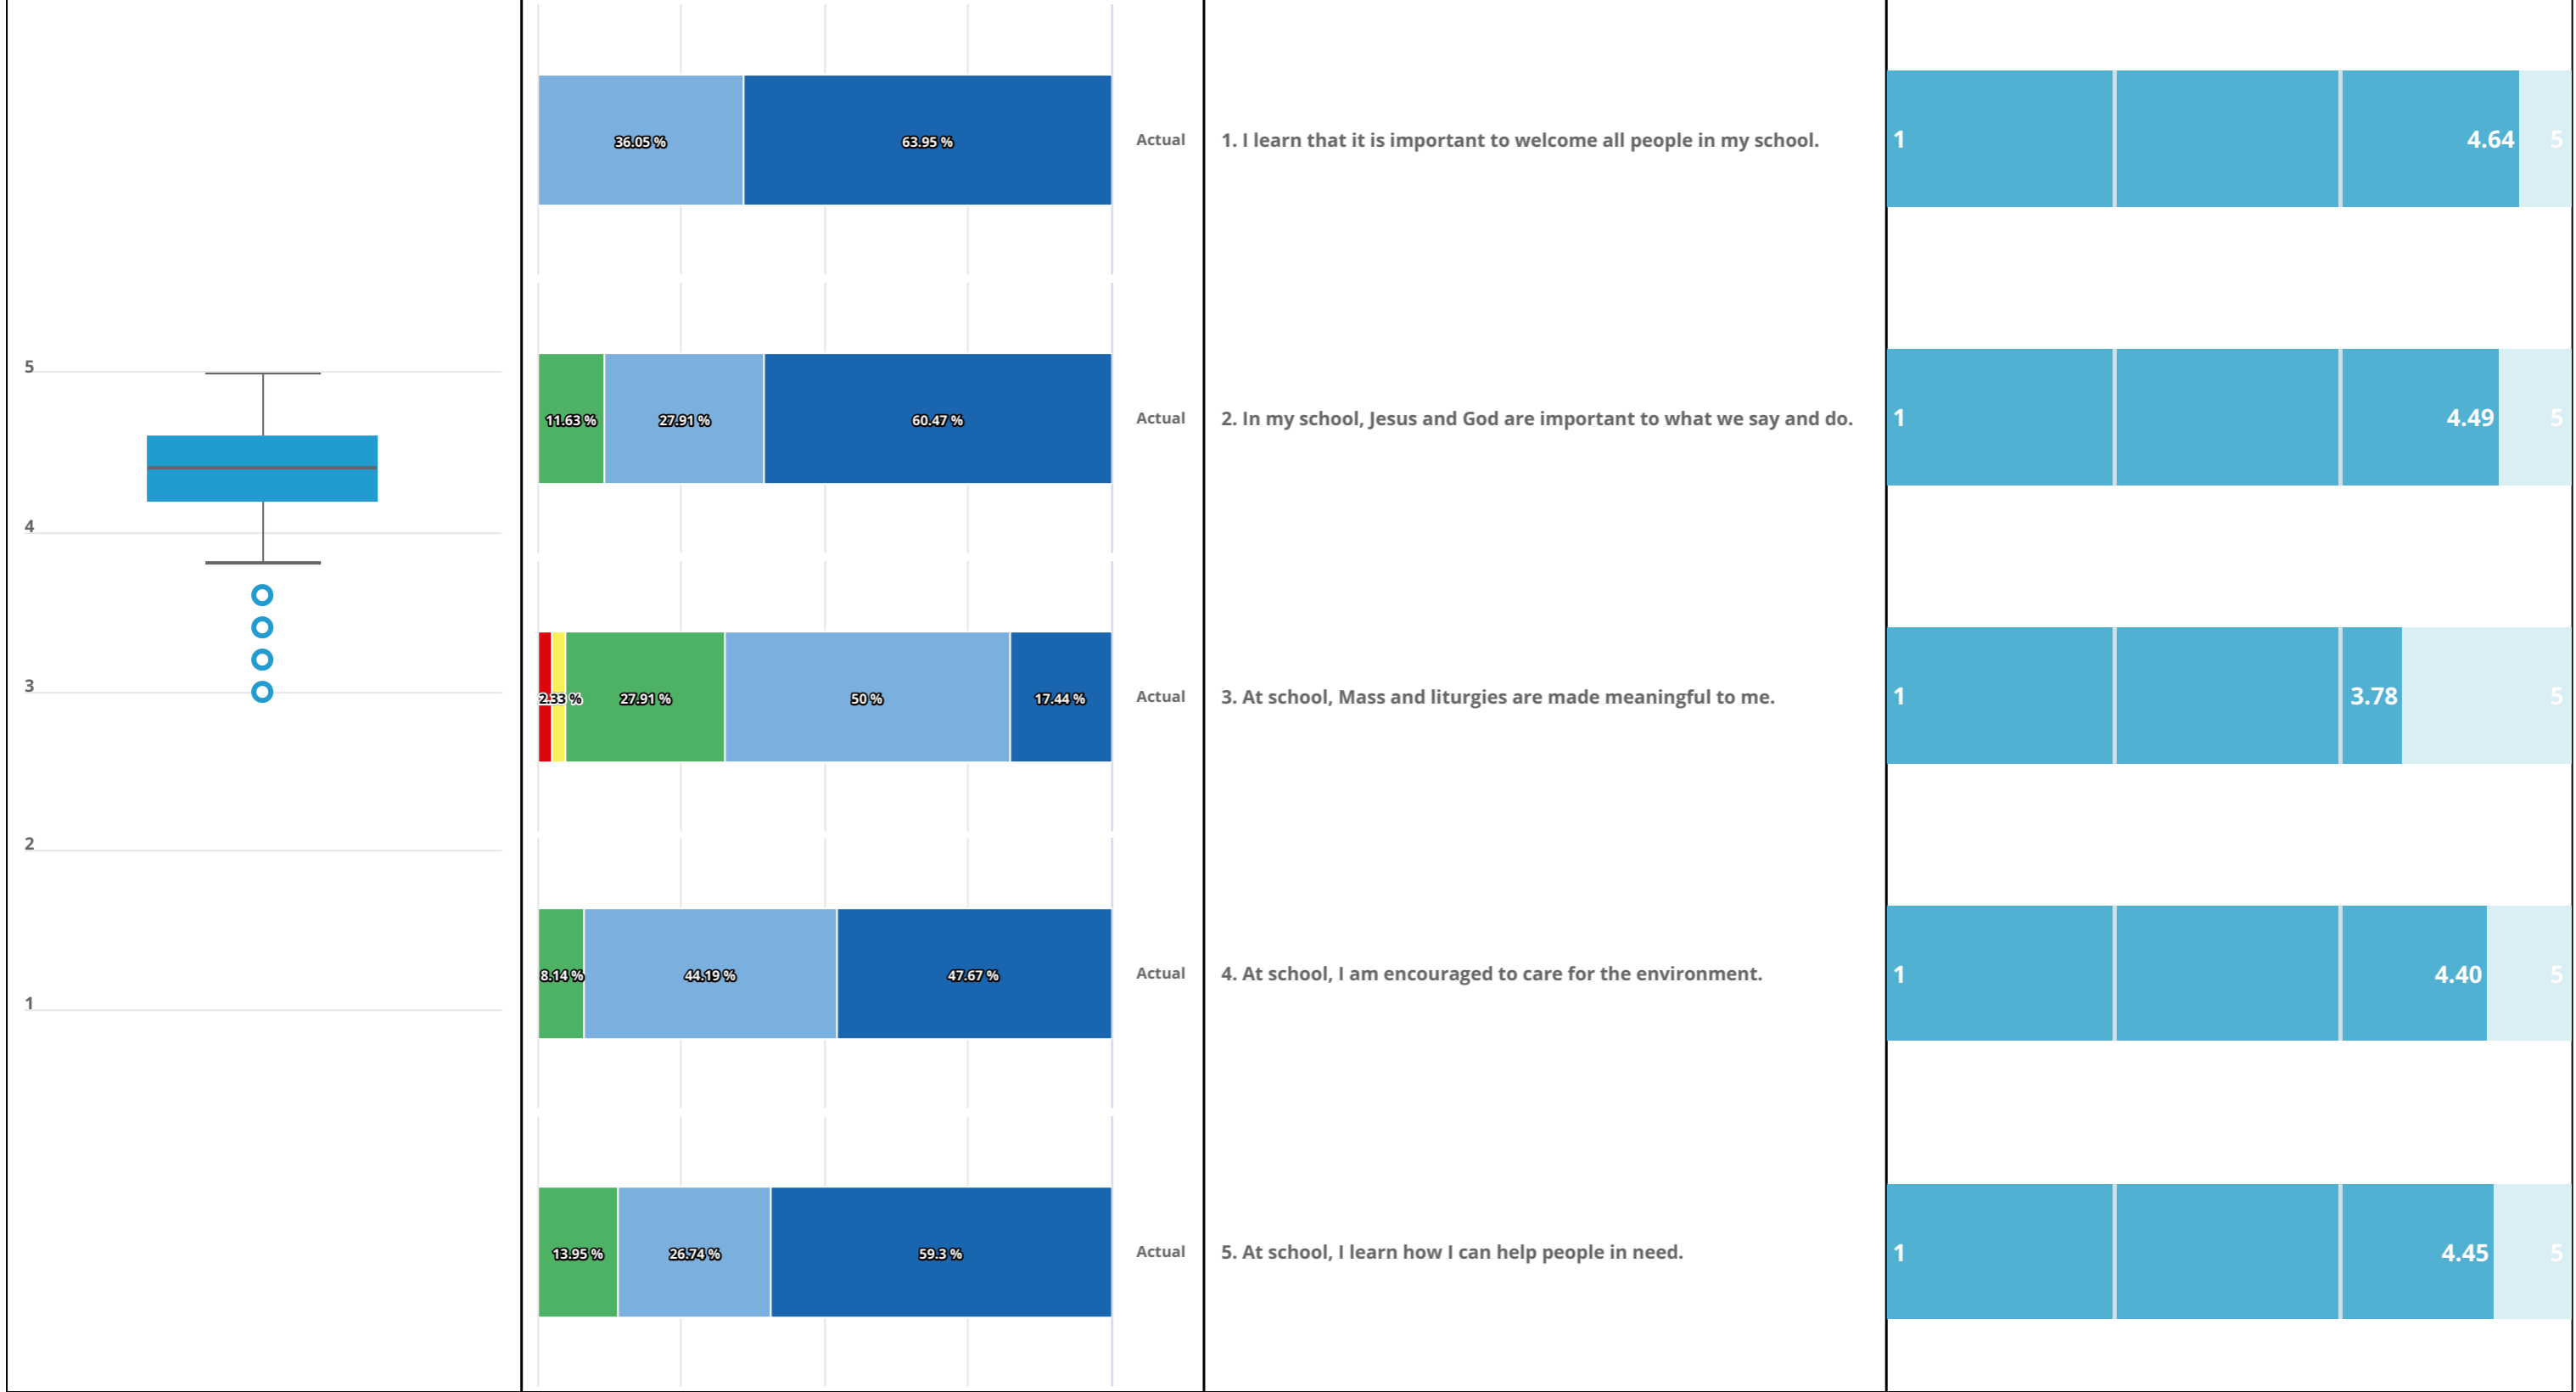 5
4
3
2
1
36.05 % 63.95 % Actual 1. I learn that it is important to welcome all people in my school. 1 4.64 5
11.63 % 27.91 % 60.47 % Actual 2. In my school, Jesus and God are important to what we say and do. 1 4.49 5
2.33 % 27.91 % 50 % 17.44 % Actual 3. At school, Mass and liturgies are made meaningful to me. 1 3.78 5
8.14 % 44.19 % 47.67 % Actual 4. At school, I am encouraged to care for the environment. 1 4.40 5
13.95 % 26.74 % 59.3 % Actual 5. At school, I learn how I can help people in need. 1 4.45 5